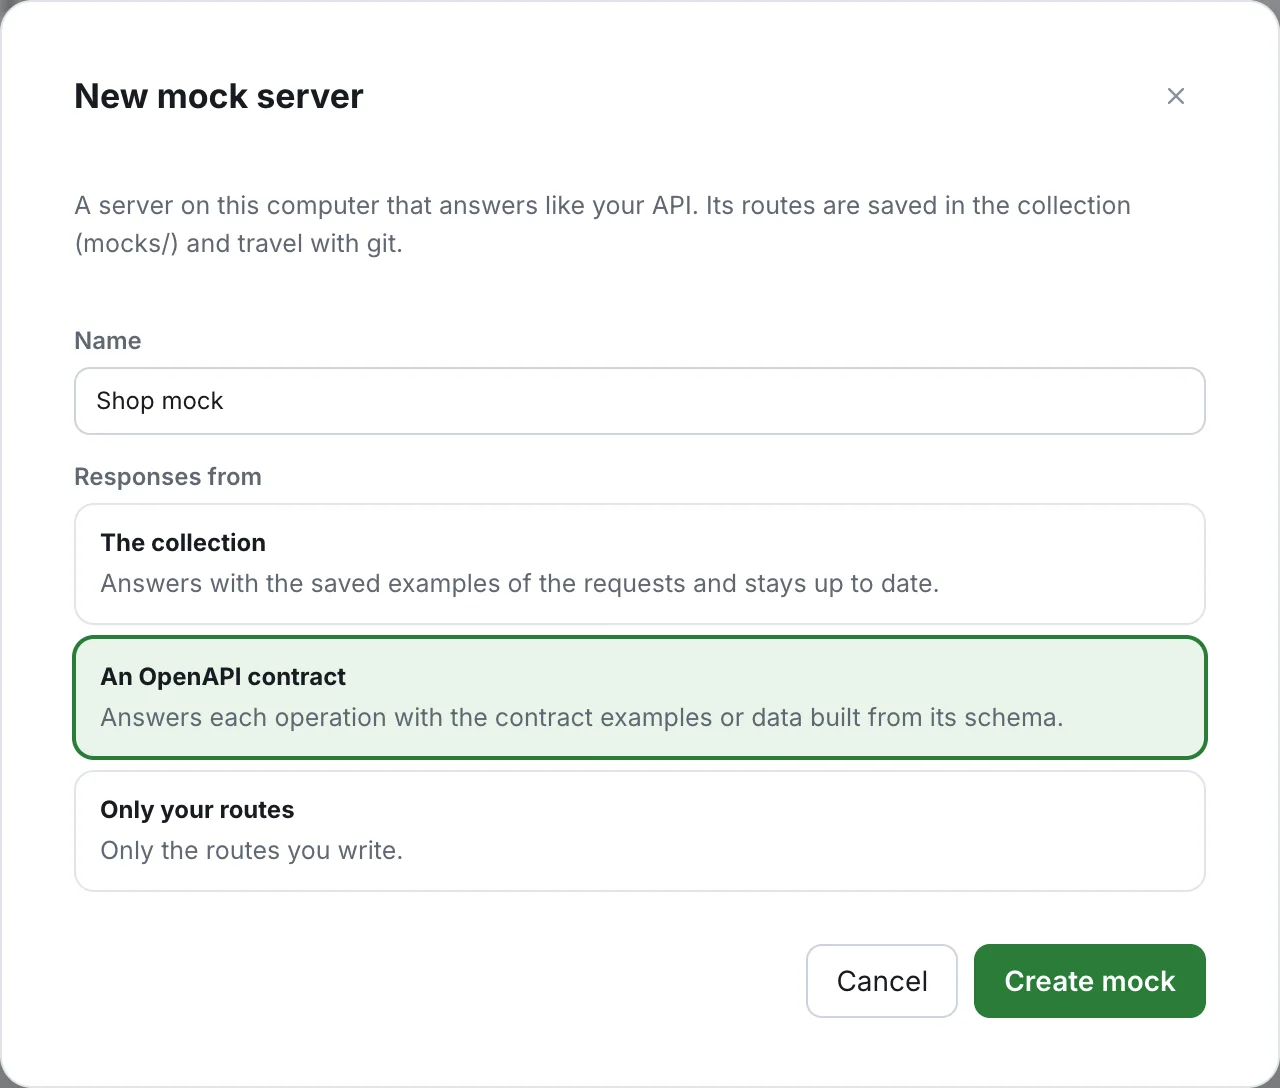 New mock server
A server on this computer that answers like your API. Its routes are saved in the collection
(mocks/) and travel with git.
Name
Shop mock
Responses from
The collection
Answers with the saved examples of the requests and stays up to date.
An OpenAPI contract
Answers each operation with the contract examples or data built from its schema.
Only your routes
Only the routes you write.
Cancel
Create mock